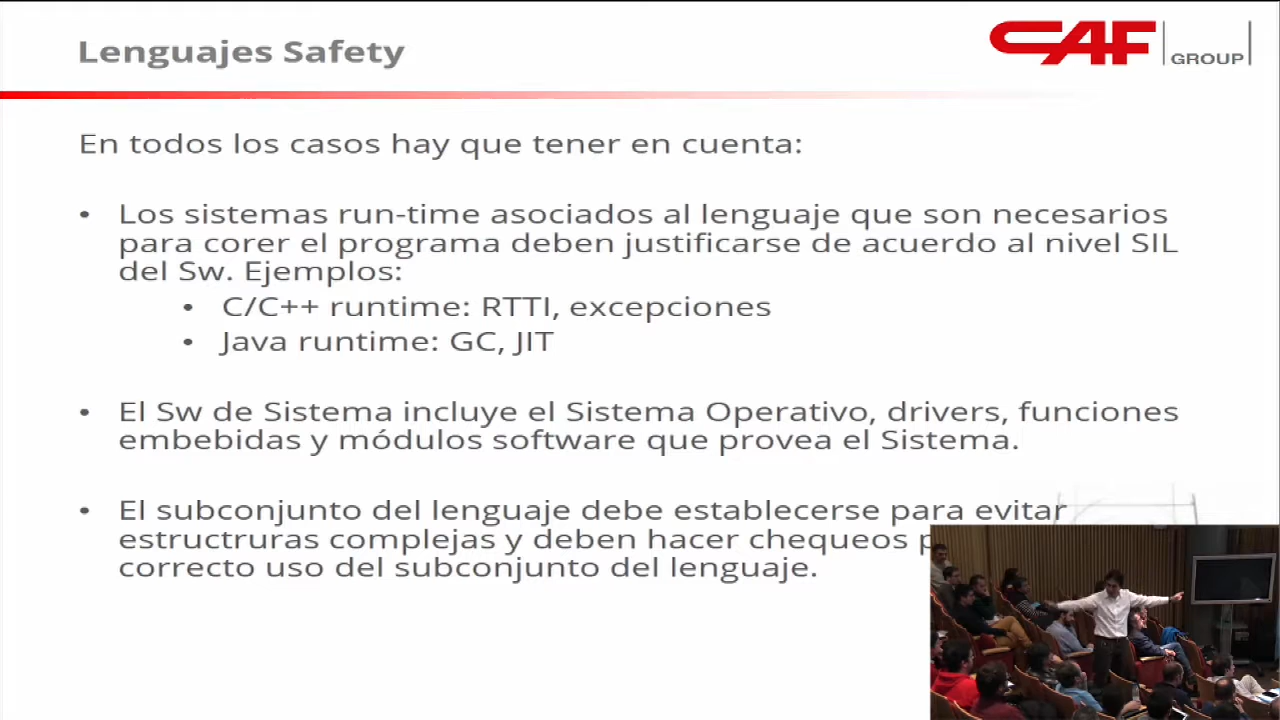 Lenguajes Safety
CAF GROUP
En todos los casos hay que tener en cuenta:
• Los sistemas run-time asociados al lenguaje que son necesarios
para corer el programa deben justificarse de acuerdo al nivel SIL
del Sw. Ejemplos:
• C/C++ runtime: RTTI, excepciones
• Java runtime: GC, JIT
• El Sw de Sistema incluye el Sistema Operativo, drivers, funciones
embebidas y módulos software que provea el Sistema.
• El subconjunto del lenguaje debe establecerse para evitar
estructruras complejas y deben hacer chequeos
correcto uso del subconjunto del lenguaje.